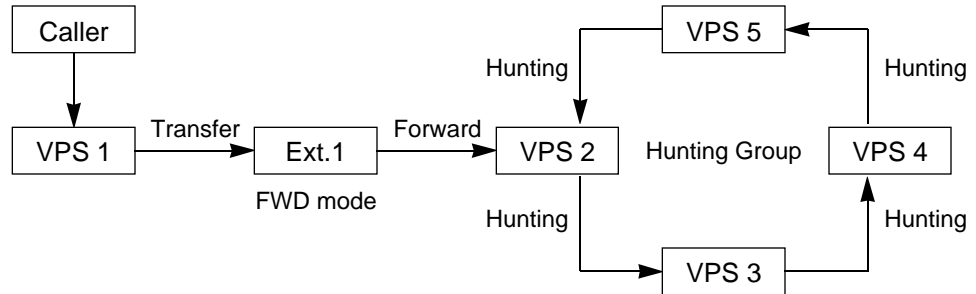 Caller
VPS 5
Hunting
Hunting
Transfer
Forward
VPS 1
Ext.1
VPS 2
Hunting Group
VPS 4
FWD mode
Hunting
Hunting
VPS 3